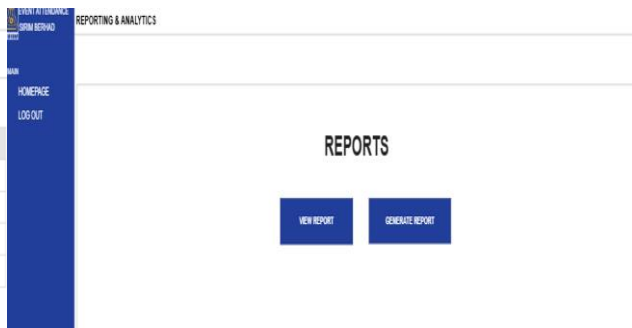 EVENT ATTENDANCE
SIRIM BERHAD
REPORTING & ANALYTICS
MAIN
HOMEPAGE
LOG OUT
REPORTS
VIEW REPORT
GENERATE REPORT